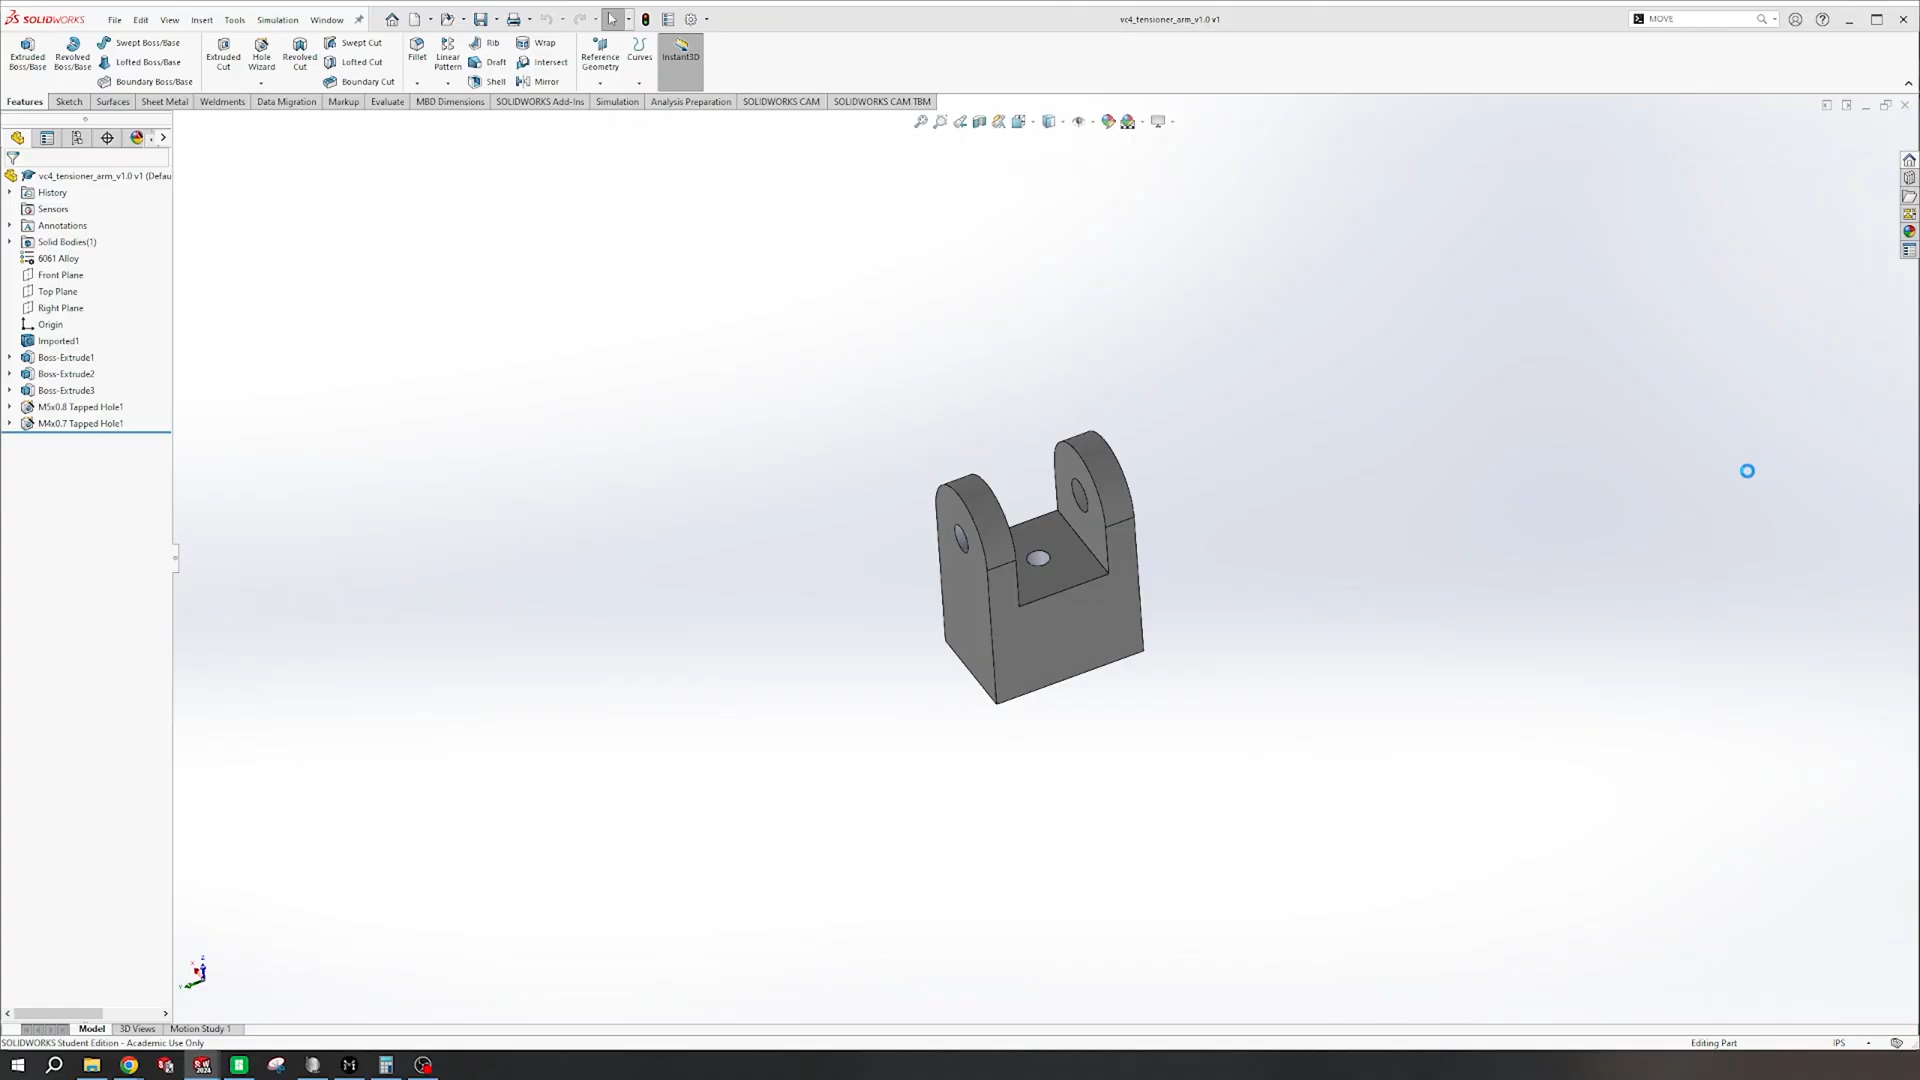 SOLIDWORKS File Edit View Insert Tools Simulation Window vc4_tensioner_arm_v1.0 v1 MOVE
Extruded Boss/Base
Revolved Boss/Base
Swept Boss/Base
Lofted Boss/Base
Boundary Boss/Base
Extruded Cut
Hole Wizard
Revolved Cut
Swept Cut
Lofted Cut
Boundary Cut
Fillet
Linear Pattern
Rib
Draft
Shell
Wrap
Intersect
Mirror
Reference Geometry
Curves
Instant3D
Features Sketch Surfaces Sheet Metal Weldments Data Migration Markup Evaluate MBD Dimensions SOLIDWORKS Add-Ins Simulation Analysis Preparation SOLIDWORKS CAM SOLIDWORKS CAM TBM
vc4_tensioner_arm_v1.0 v1 (Defau
History
Sensors
Annotations
Solid Bodies(1)
6061 Alloy
Front Plane
Top Plane
Right Plane
Origin
Imported1
Boss-Extrude1
Boss-Extrude2
Boss-Extrude3
M5x0.8 Tapped Hole1
M4x0.7 Tapped Hole1
Z
X
Y
Model 3D Views Motion Study 1
SOLIDWORKS Student Edition - Academic Use Only Editing Part IPS
SW
2024